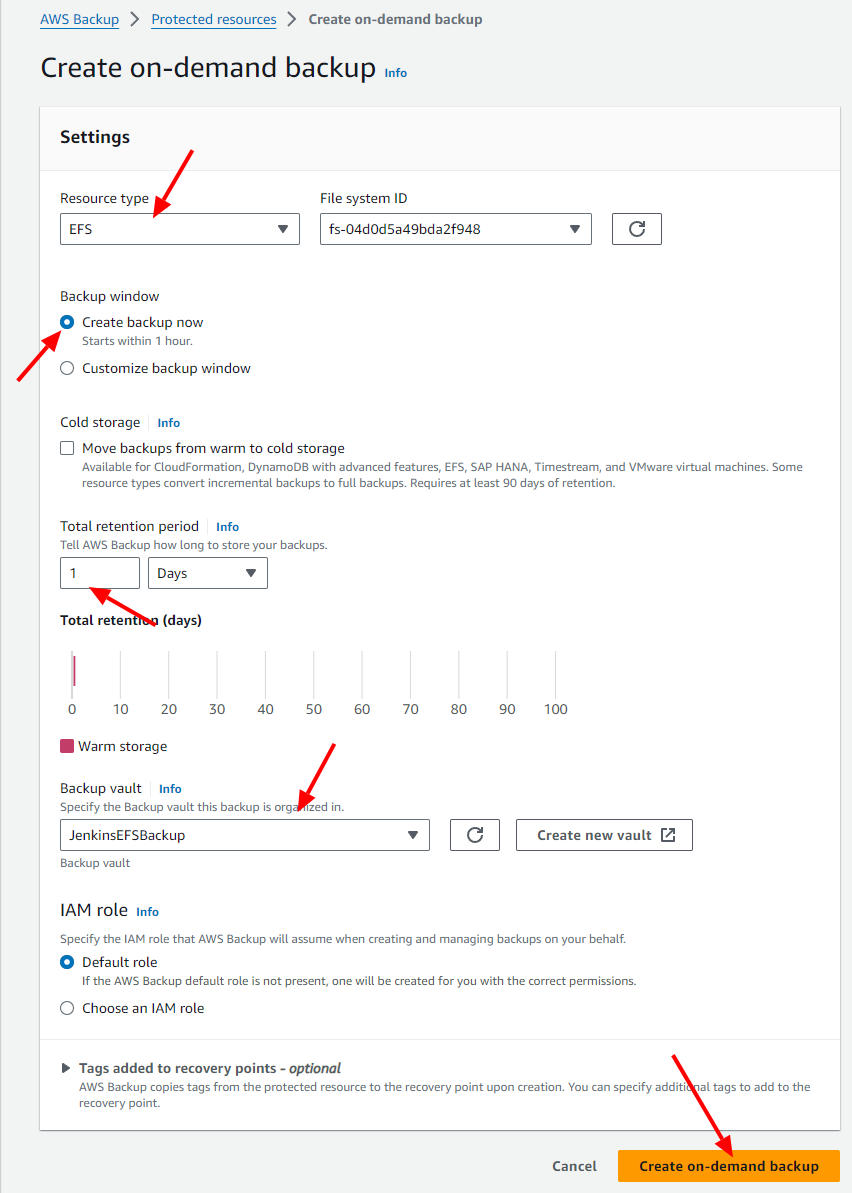 AWS Backup > Protected resources > Create on-demand backup
Create on-demand backup Info
Settings
Resource type File system ID
EFS fs-04d0d5a49bda2f948
Backup window
Create backup now
Starts within 1 hour.
Customize backup window
Cold storage Info
Move backups from warm to cold storage
Available for CloudFormation, DynamoDB with advanced features, EFS, SAP HANA, Timestream, and VMware virtual machines. Some
resource types convert incremental backups to full backups. Requires at least 90 days of retention.
Total retention period Info
Tell AWS Backup how long to store your backups.
1 Days
Total retention (days)
0 10 20 30 40 50 60 70 80 90 100
Warm storage
Backup vault Info
Specify the Backup vault this backup is organized in.
JenkinsEFSBackup Create new vault
Backup vault
IAM role Info
Specify the IAM role that AWS Backup will assume when creating and managing backups on your behalf.
Default role
If the AWS Backup default role is not present, one will be created for you with the correct permissions.
Choose an IAM role
Tags added to recovery points - optional
AWS Backup copies tags from the protected resource to the recovery point upon creation. You can specify additional tags to add to the
recovery point.
Cancel Create on-demand backup